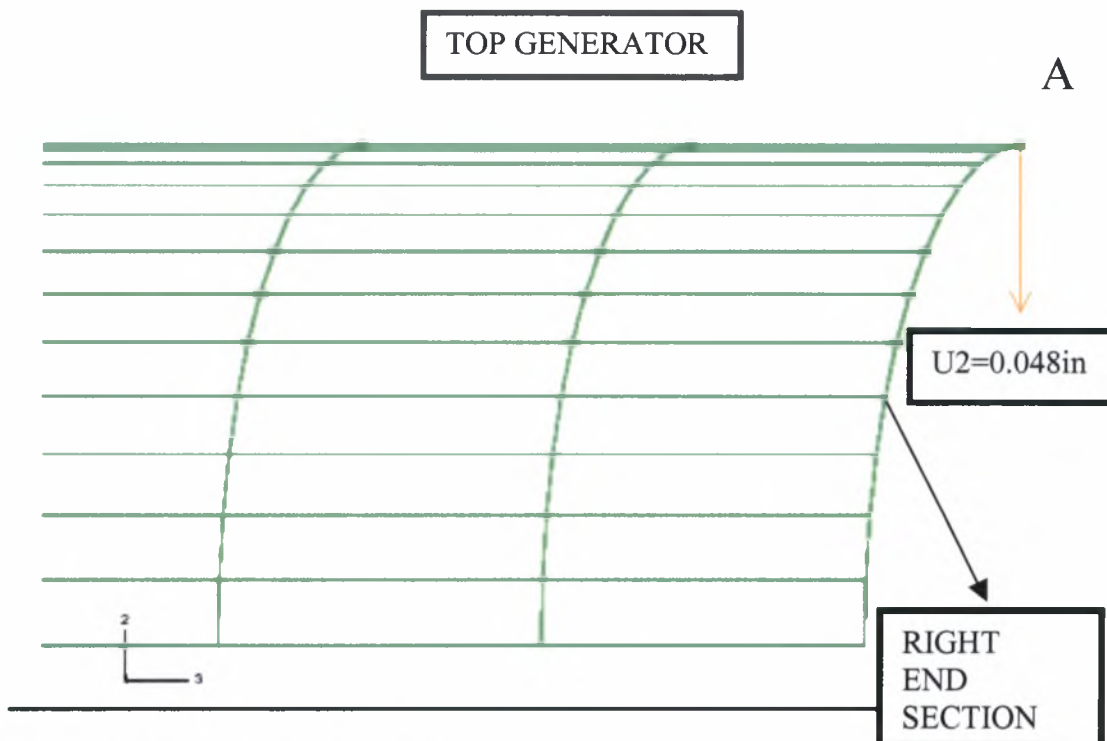 TOP GENERATOR
A
U2=0.048in
2
3
RIGHT
END
SECTION